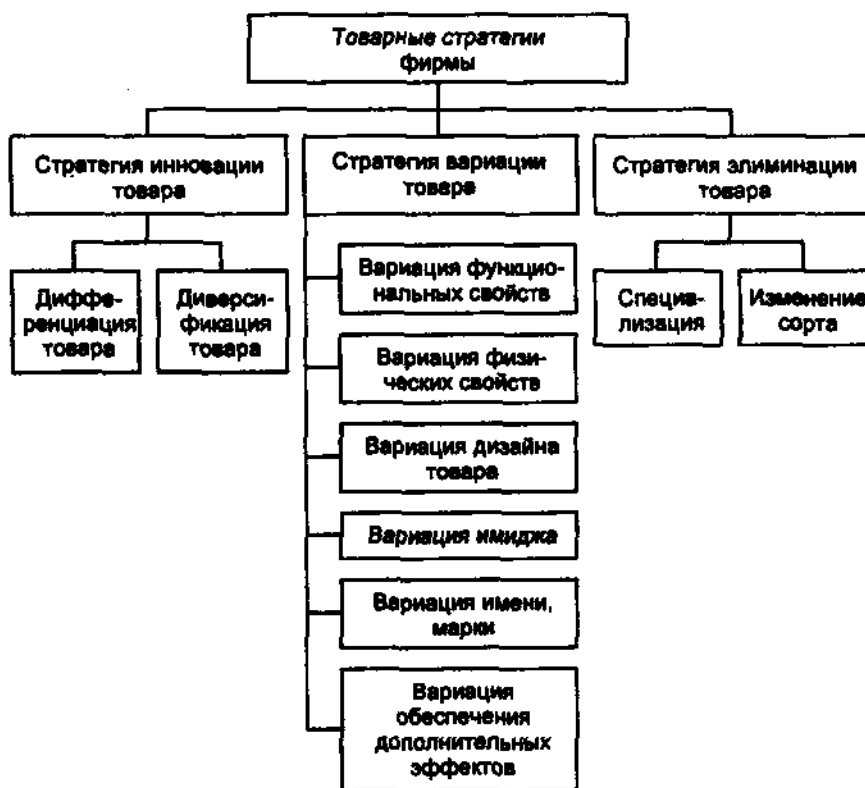 Товарные стратегии
фирмы
Стратегия инновации
товара
Стратегия вариации
товара
Стратегия элиминации
товара
Диффе-
ренциация
товара
Диверси-
фикация
товара
Вариация функцио-
нальных свойств
Вариация физи-
ческих свойств
Вариация дизайна
товара
Вариация имиджа
Вариация имени,
марки
Вариация
обеспечения
дополнительных
эффектов
Специа-
лизация
Изменение
сорта